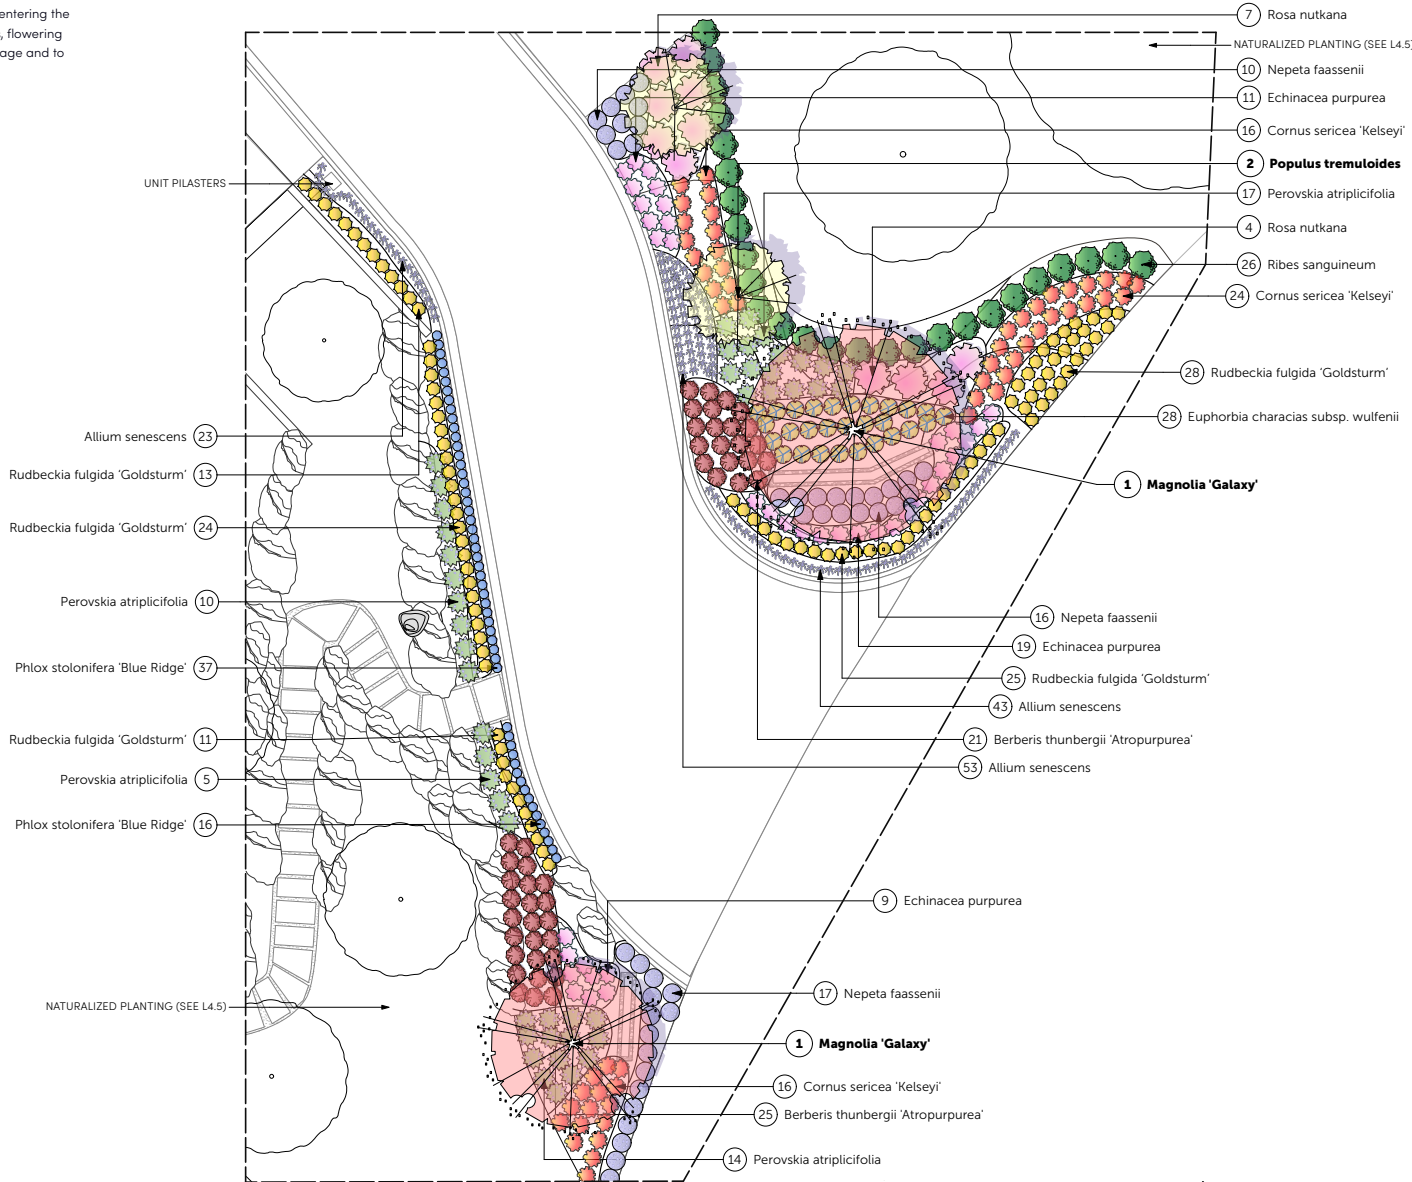 entering the
, flowering
age and to
7 Rosa nutkana
NATURALIZED PLANTING (SEE L4.5)
10 Nepeta faassenii
11 Echinacea purpurea
16 Cornus sericea 'Kelseyi'
2 Populus tremuloides
17 Perovskia atriplicifolia
4 Rosa nutkana
26 Ribes sanguineum
24 Cornus sericea 'Kelseyi'
28 Rudbeckia fulgida 'Goldsturm'
28 Euphorbia characias subsp. wulfenii
1 Magnolia 'Galaxy'
16 Nepeta faassenii
19 Echinacea purpurea
25 Rudbeckia fulgida 'Goldsturm'
43 Allium senescens
21 Berberis thunbergii 'Atropurpurea'
53 Allium senescens
UNIT PILASTERS
Allium senescens 23
Rudbeckia fulgida 'Goldsturm' 13
Rudbeckia fulgida 'Goldsturm' 24
Perovskia atriplicifolia 10
Phlox stolonifera 'Blue Ridge' 37
Rudbeckia fulgida 'Goldsturm' 11
Perovskia atriplicifolia 5
Phlox stolonifera 'Blue Ridge' 16
NATURALIZED PLANTING (SEE L4.5)
9 Echinacea purpurea
17 Nepeta faassenii
1 Magnolia 'Galaxy'
16 Cornus sericea 'Kelseyi'
25 Berberis thunbergii 'Atropurpurea'
14 Perovskia atriplicifolia